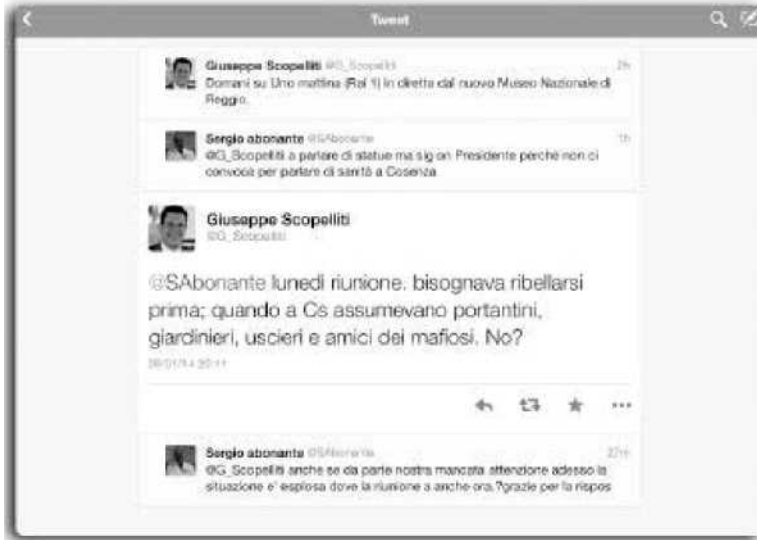 Tweet
Giuseppe Scopelliti @G_Scopelliti 2h
Domani su Uno mattina (Rai 1) in diretta dal nuovo Museo Nazionale di
Reggio.
Sergio abonante @SAbonante 1h
@G_Scopelliti a parlare di statue ma sig on Presidente perché non ci
convoca per parlare di sanità a Cosenza
Giuseppe Scopelliti
@G_Scopelliti
@SAbonante lunedì riunione. bisognava ribellarsi
prima; quando a Cs assumevano portantini,
giardinieri, uscieri e amici dei mafiosi. No?
Sergio abonante @SAbonante 27m
@G_Scopelliti anche se da parte nostra mancata attenzione adesso la
situazione e' esplosa dove la riunione a anche ora.?grazie per la rispos